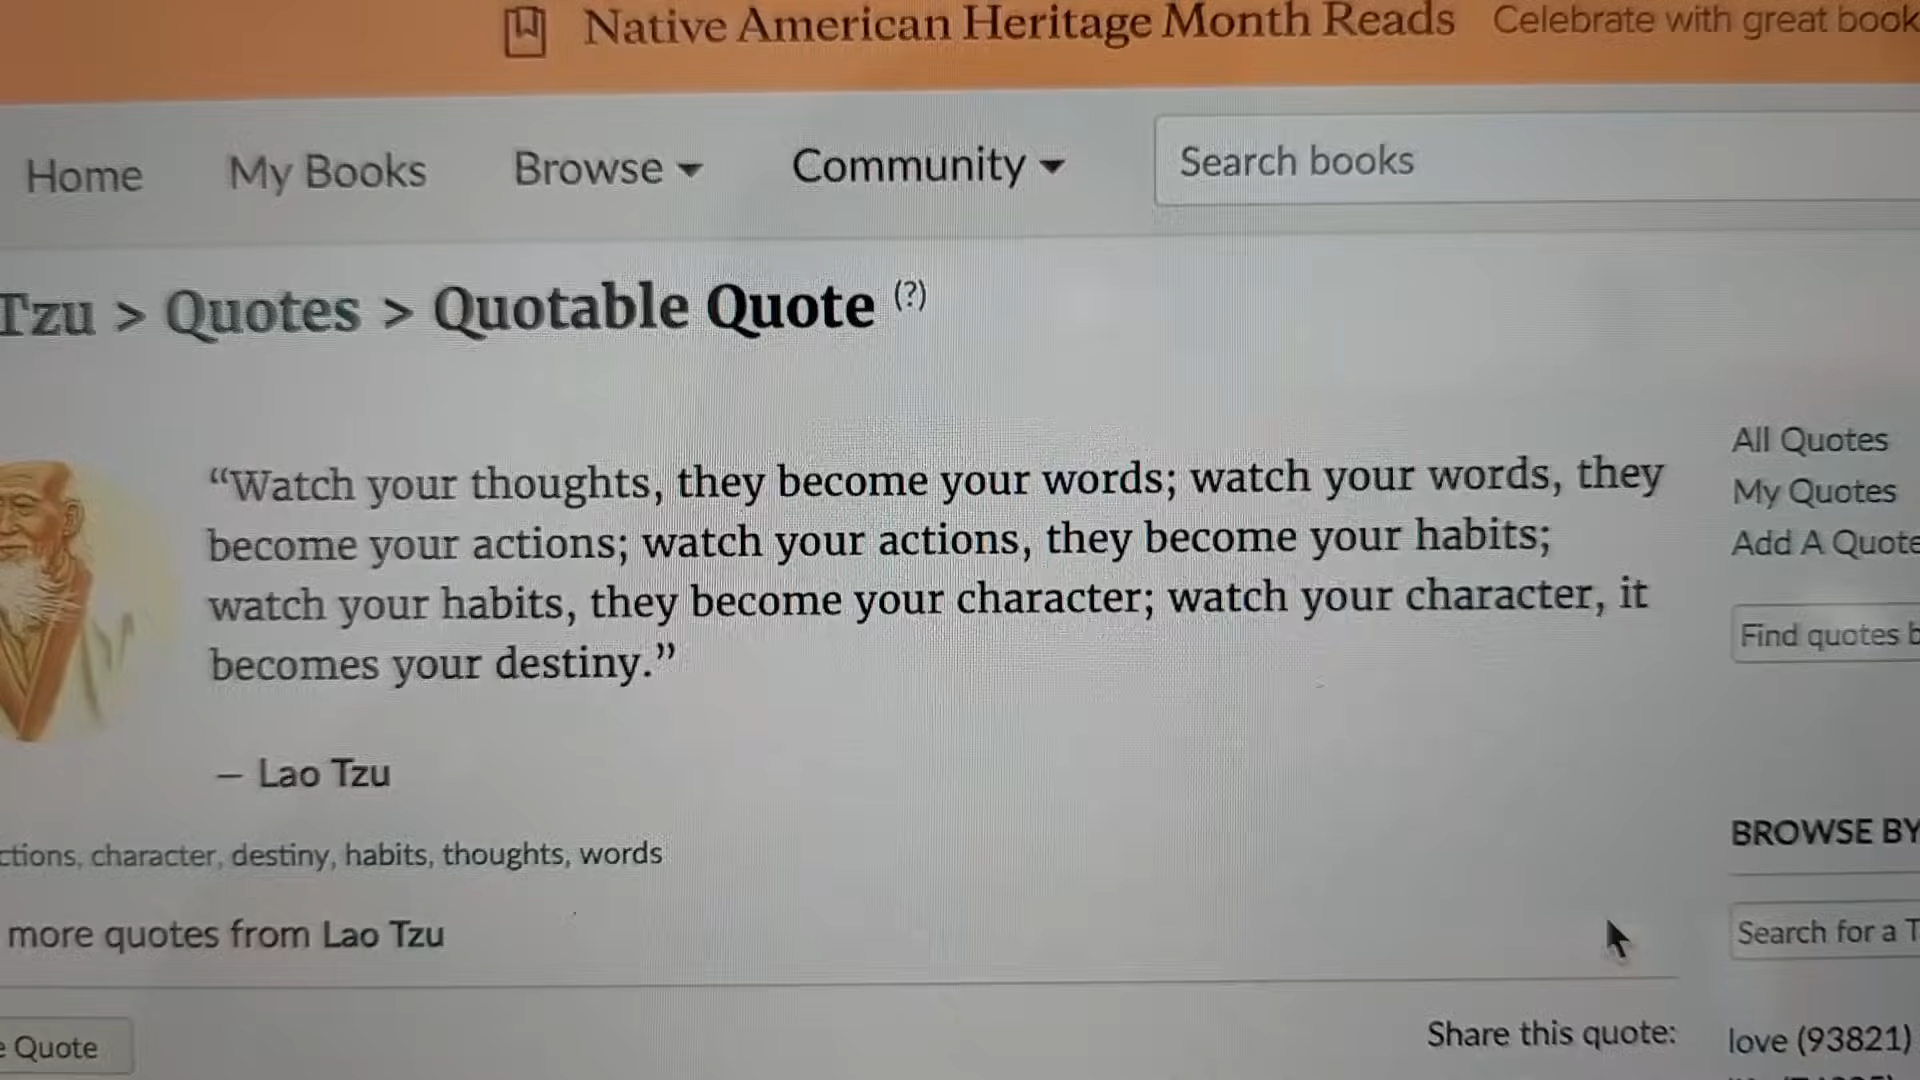 Native American Heritage Month Reads Celebrate with great book
Home My Books Browse Community Search books
Tzu > Quotes > Quotable Quote (?)
“Watch your thoughts, they become your words; watch your words, they
become your actions; watch your actions, they become your habits;
watch your habits, they become your character; watch your character, it
becomes your destiny.”
— Lao Tzu
ctions, character, destiny, habits, thoughts, words
more quotes from Lao Tzu
e Quote
Share this quote:
All Quotes
My Quotes
Add A Quote
Find quotes b
BROWSE BY
Search for a T
love (93821)